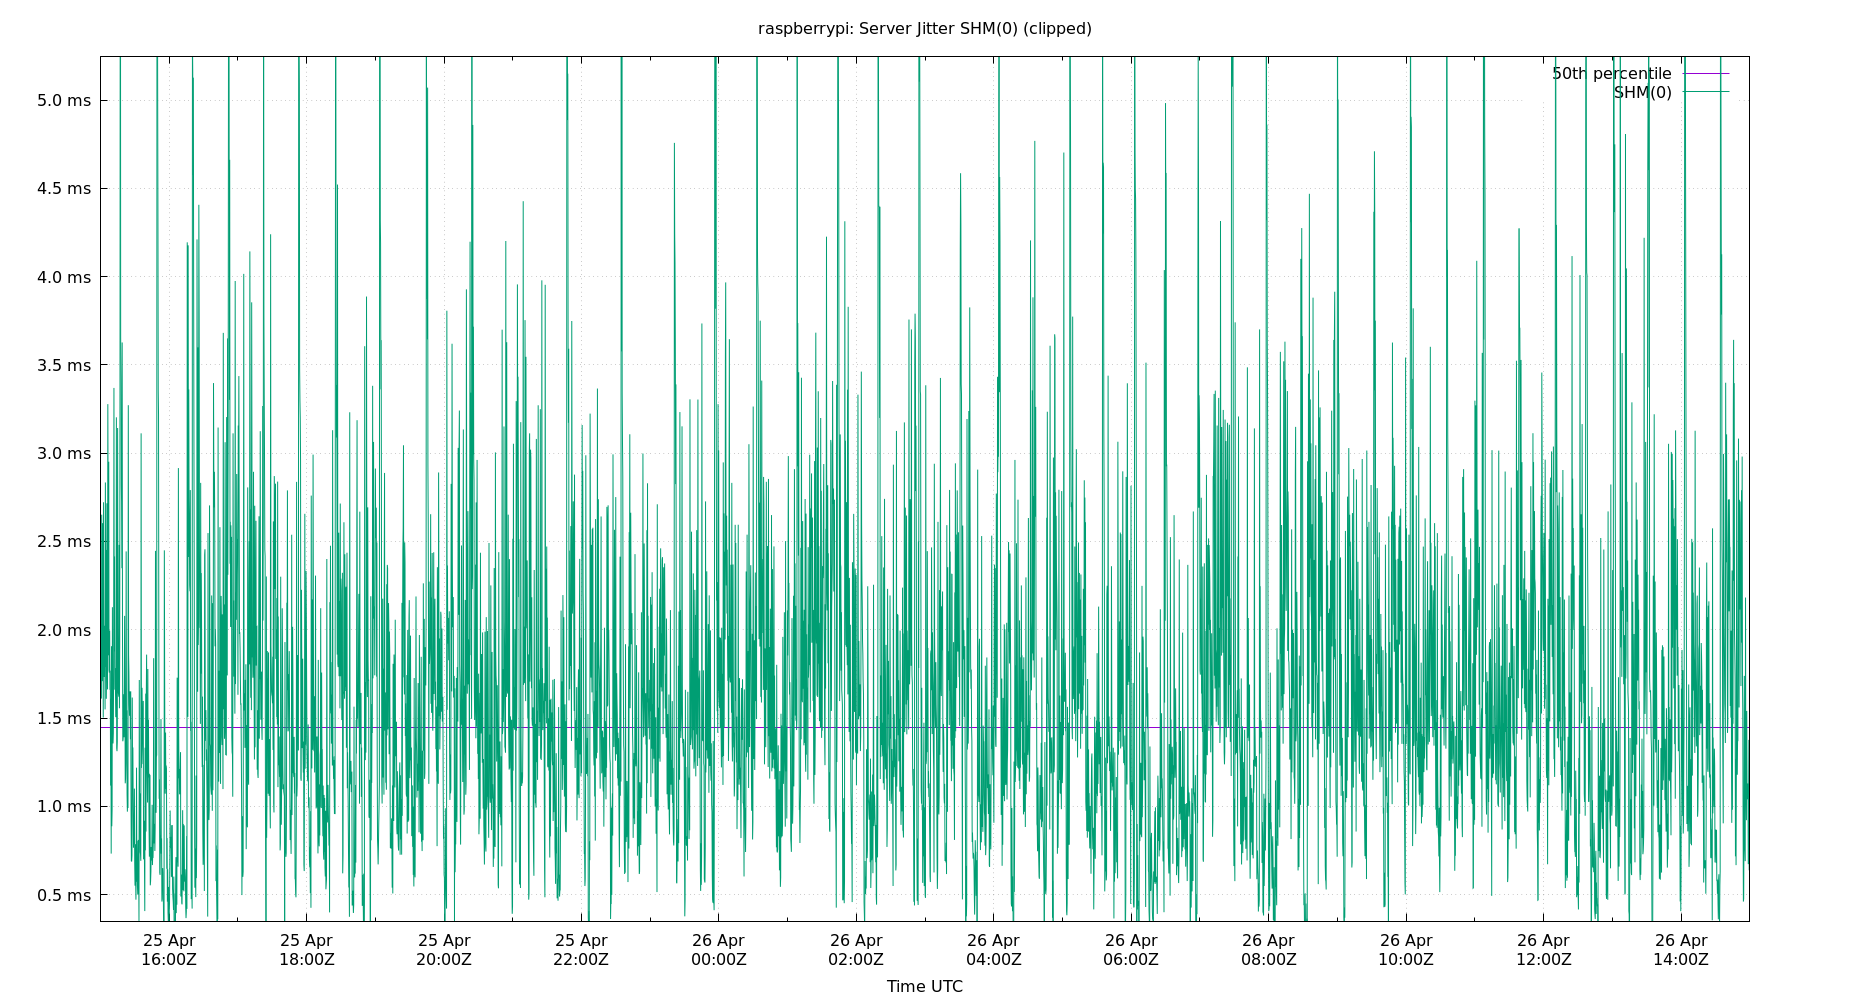 raspberrypi: Server Jitter SHM(0) (clipped)
50th percentile
SHM(0)
5.0 ms
4.5 ms
4.0 ms
3.5 ms
3.0 ms
2.5 ms
2.0 ms
1.5 ms
1.0 ms
0.5 ms
25 Apr 25 Apr 25 Apr 25 Apr 26 Apr 26 Apr 26 Apr 26 Apr 26 Apr 26 Apr 26 Apr 26 Apr
16:00Z 18:00Z 20:00Z 22:00Z 00:00Z 02:00Z 04:00Z 06:00Z 08:00Z 10:00Z 12:00Z 14:00Z
Time UTC